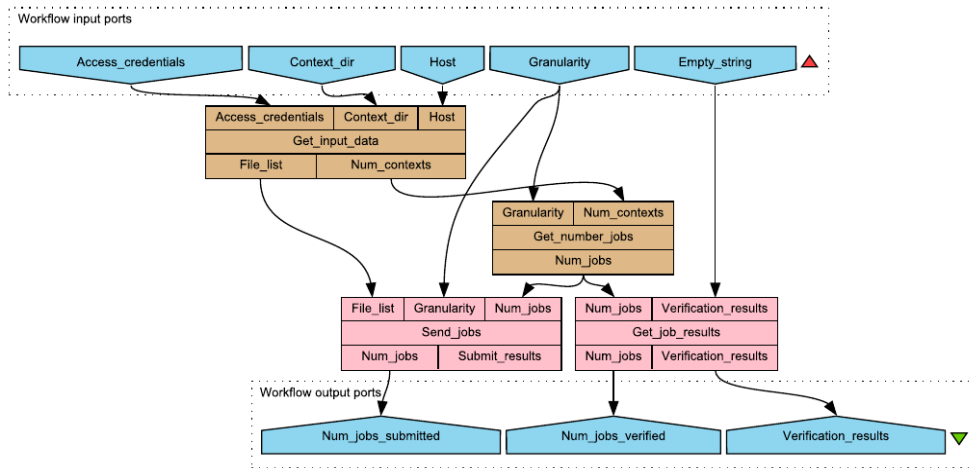 Workflow input ports
Access_credentials Context_dir Host Granularity Empty_string
Access_credentials Context_dir Host
Get_input_data
File_list Num_contexts
Granularity Num_contexts
Get_number_jobs
Num_jobs
File_list Granularity Num_jobs Num_jobs Verification_results
Send_jobs Get_job_results
Num_jobs Submit_results Num_jobs Verification_results
Workflow output ports
Num_jobs_submitted Num_jobs_verified Verification_results